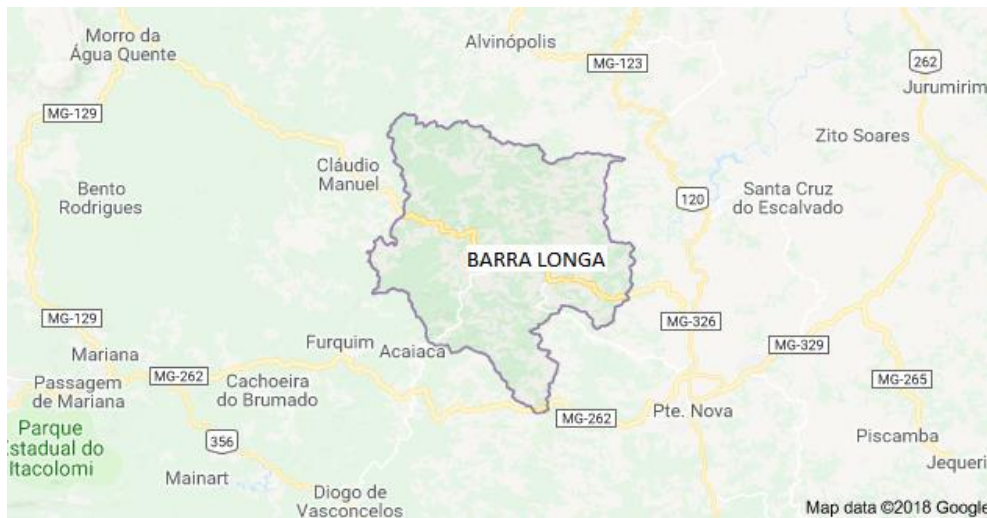 Morro da
Água Quente
Alvinópolis
MG-123
262
Jurumirim
MG-129
Zito Soares
Cláudio
Manuel
Bento
Rodrigues
120
Santa Cruz
do Escalvado
BARRA LONGA
MG-129
MG-326
Furquim
Acaiaca
MG-329
Mariana
MG-262
Passagem
de Mariana
Cachoeira
do Brumado
MG-265
MG-262
Pte. Nova
Parque
Estadual do
Itacolomi
356
Piscamba
Mainart
Jequeri
Diogo de
Vasconcelos
Map data ©2018 Google